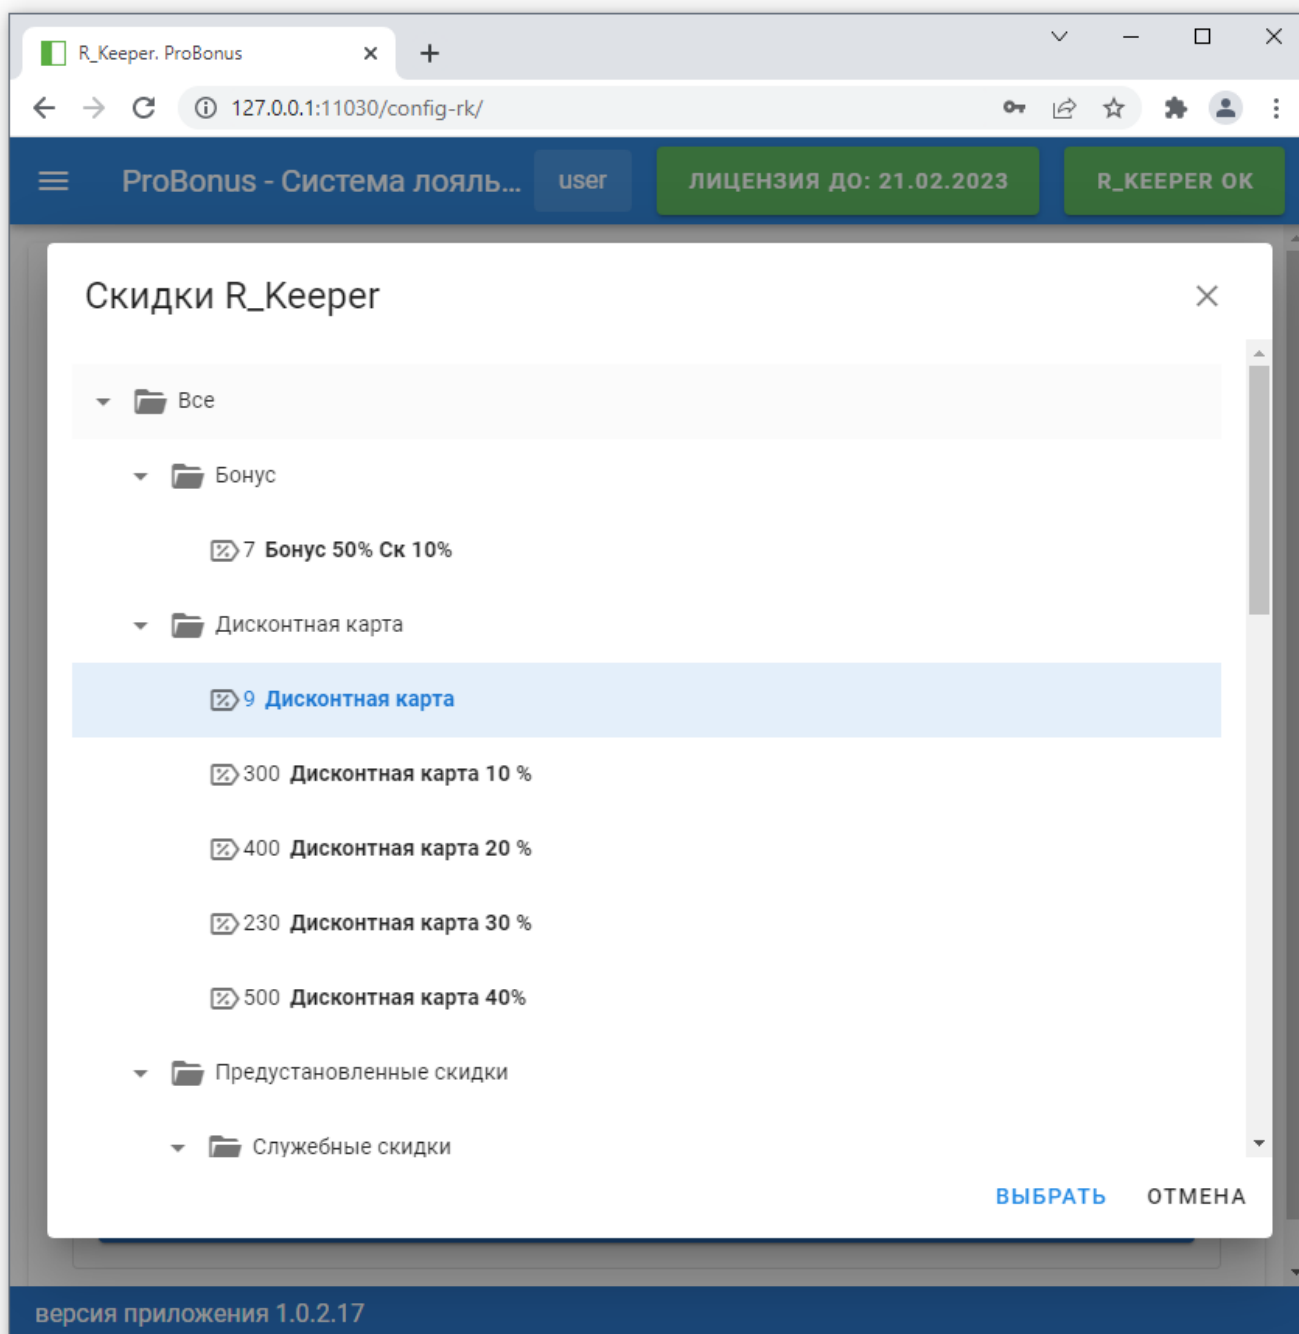 R_Keeper. ProBonus
127.0.0.1:11030/config-rk/
ProBonus - Система лояль... user ЛИЦЕНЗИЯ ДО: 21.02.2023 R_KEEPER OK
Скидки R_Keeper
Все
Бонус
7 Бонус 50% Ск 10%
Дисконтная карта
9 Дисконтная карта
300 Дисконтная карта 10 %
400 Дисконтная карта 20 %
230 Дисконтная карта 30 %
500 Дисконтная карта 40%
Предустановленные скидки
Служебные скидки
ВЫБРАТЬ ОТМЕНА
версия приложения 1.0.2.17